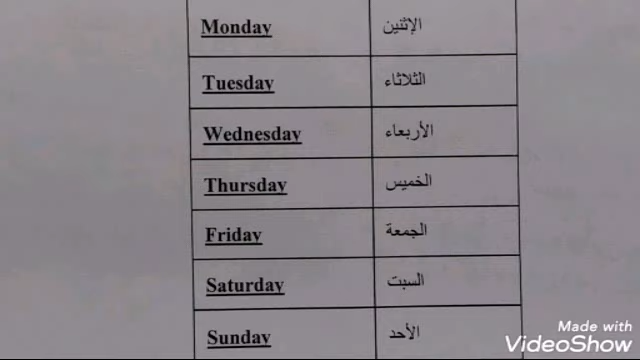 Monday الإثنين
Tuesday الثلاثاء
Wednesday الأربعاء
Thursday الخميس
Friday الجمعة
Saturday السبت
Sunday الأحد
Made with
VideoShow